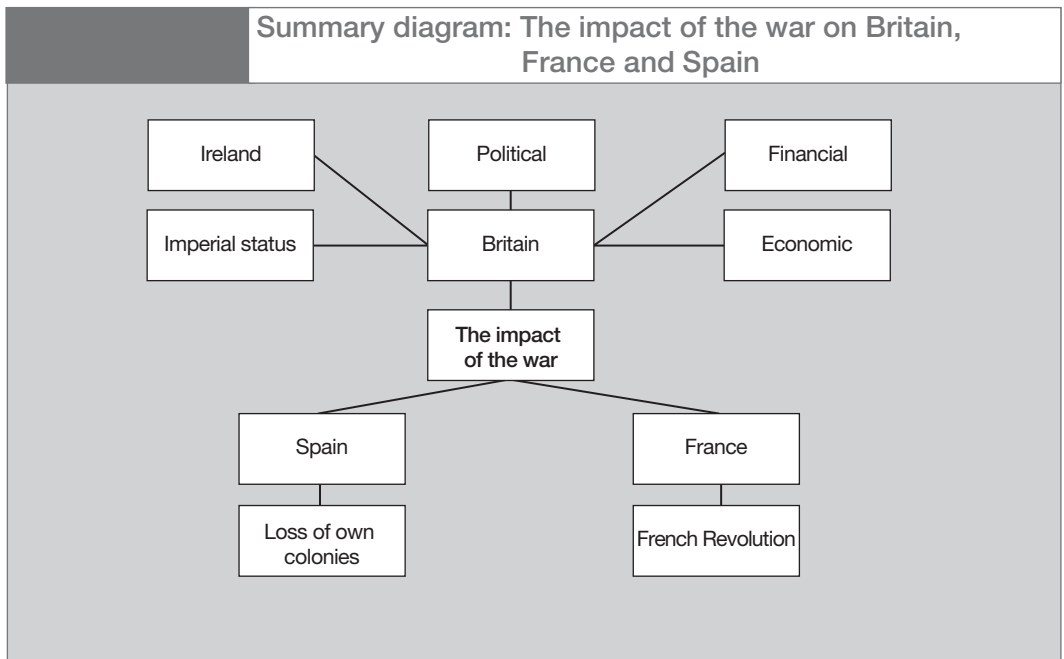 Summary diagram: The impact of the war on Britain,
France and Spain
Ireland
Political
Financial
Imperial status
Britain
Economic
The impact
of the war
Spain
France
Loss of own
colonies
French Revolution